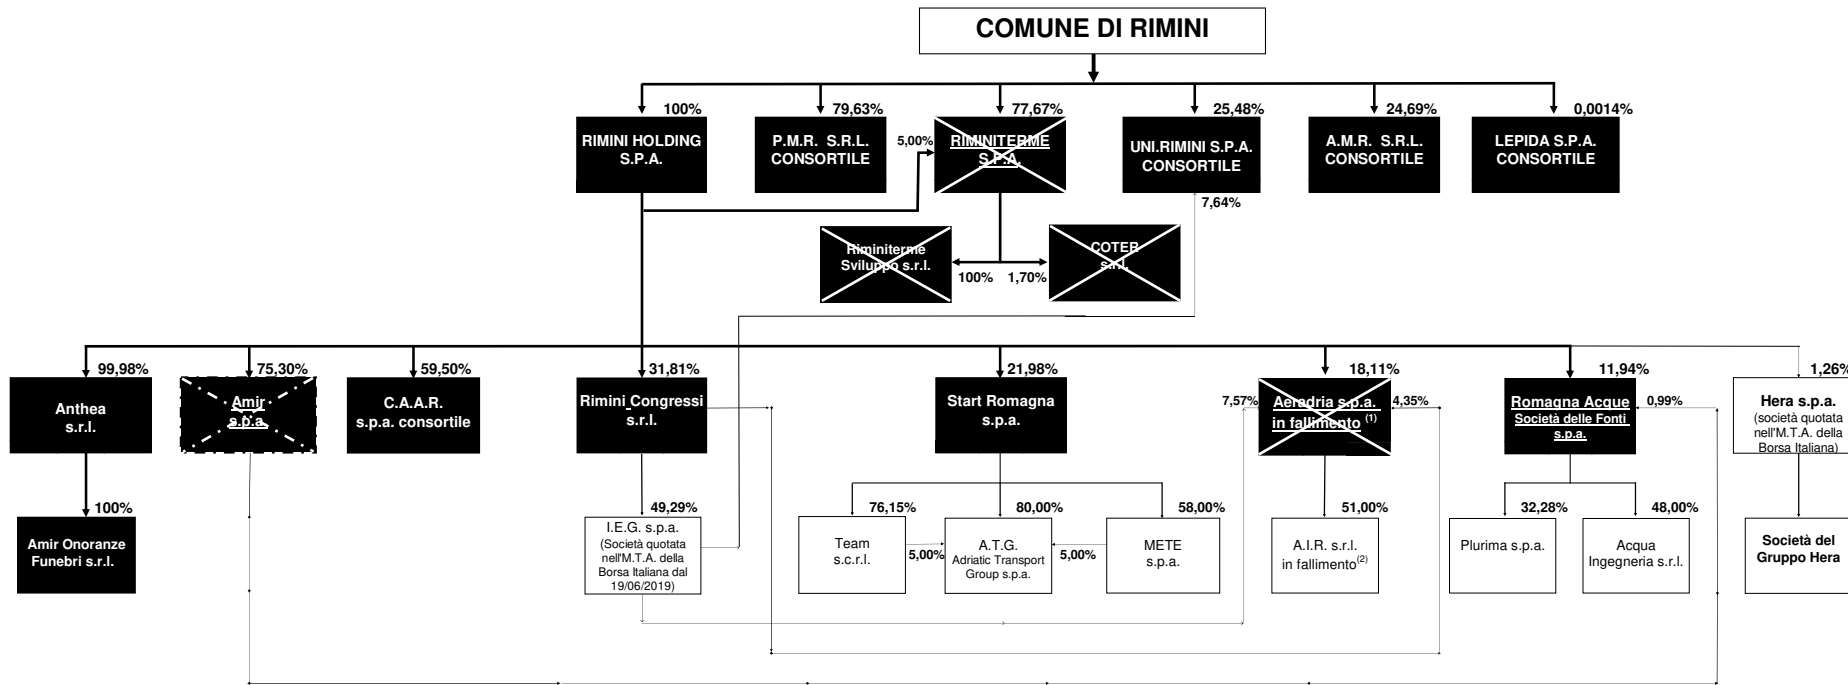 COMUNE DI RIMINI
100%
79,63%
77,67%
25,48%
24,69%
0,0014%
RIMINI HOLDING
S.P.A.
P.M.R. S.R.L.
CONSORTILE
5,00%
RIMINITERME
S.P.A.
UNI.RIMINI S.P.A.
CONSORTILE
A.M.R. S.R.L.
CONSORTILE
LEPIDA S.P.A.
CONSORTILE
7,64%
Riminiterme
Sviluppo s.r.l.
100%
1,70%
COTER
s.r.l.
99,98%
75,30%
59,50%
31,81%
21,98%
18,11%
11,94%
1,26%
Anthea
s.r.l.
Amir
s.p.a.
C.A.A.R.
s.p.a. consortile
Rimini Congressi
s.r.l.
Start Romagna
s.p.a.
7,57%
Aeradria s.p.a.
in fallimento (1)
4,35%
Romagna Acque
Società delle Fonti
s.p.a.
0,99%
Hera s.p.a.
(società quotata
nell'M.T.A. della
Borsa Italiana)
100%
49,29%
76,15%
80,00%
58,00%
51,00%
32,28%
48,00%
Amir Onoranze
Funebri s.r.l.
I.E.G. s.p.a.
(Società quotata
nell'M.T.A. della
Borsa Italiana dal
19/06/2019)
Team
s.c.r.l.
5,00%
A.T.G.
Adriatic Transport
Group s.p.a.
5,00%
METE
s.p.a.
A.I.R. s.r.l.
in fallimento(2)
Plurima s.p.a.
Acqua
Ingegneria s.r.l.
Società del
Gruppo Hera